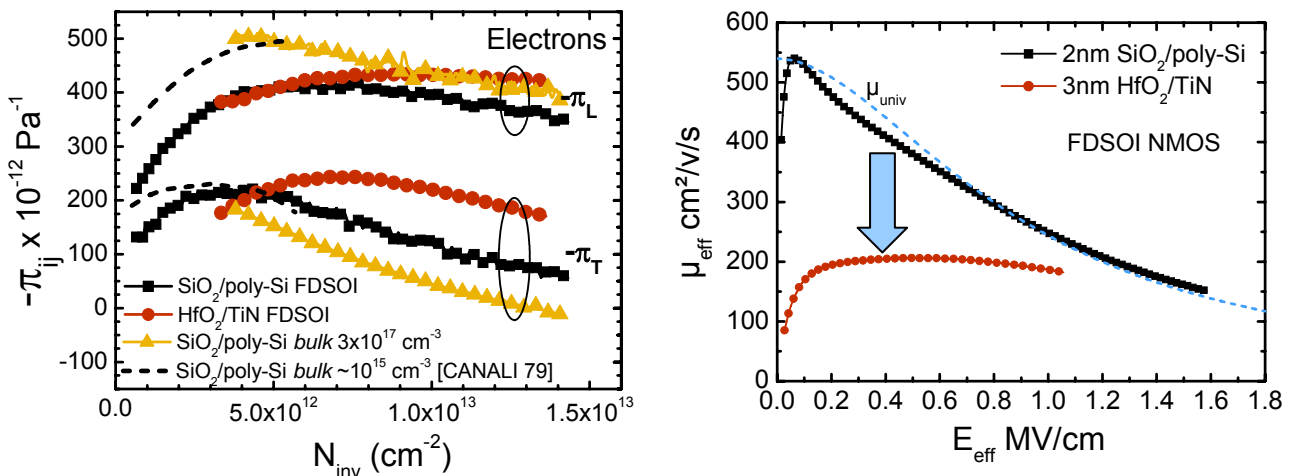 500
400
300
200
100
0
-100
-π_ij x 10^-12 Pa^-1
Electrons
-π_L
-π_T
SiO2/poly-Si FDSOI
HfO2/TiN FDSOI
SiO2/poly-Si bulk 3x10^17 cm^-3
SiO2/poly-Si bulk ~10^15 cm^-3 [CANALI 79]
0.0 5.0x10^12 1.0x10^13 1.5x10^13
N_inv (cm^-2)
600
500
400
300
200
100
0
μ_eff cm²/v/s
2nm SiO2/poly-Si
3nm HfO2/TiN
μ_univ
FDSOI NMOS
0.0 0.2 0.4 0.6 0.8 1.0 1.2 1.4 1.6 1.8
E_eff MV/cm